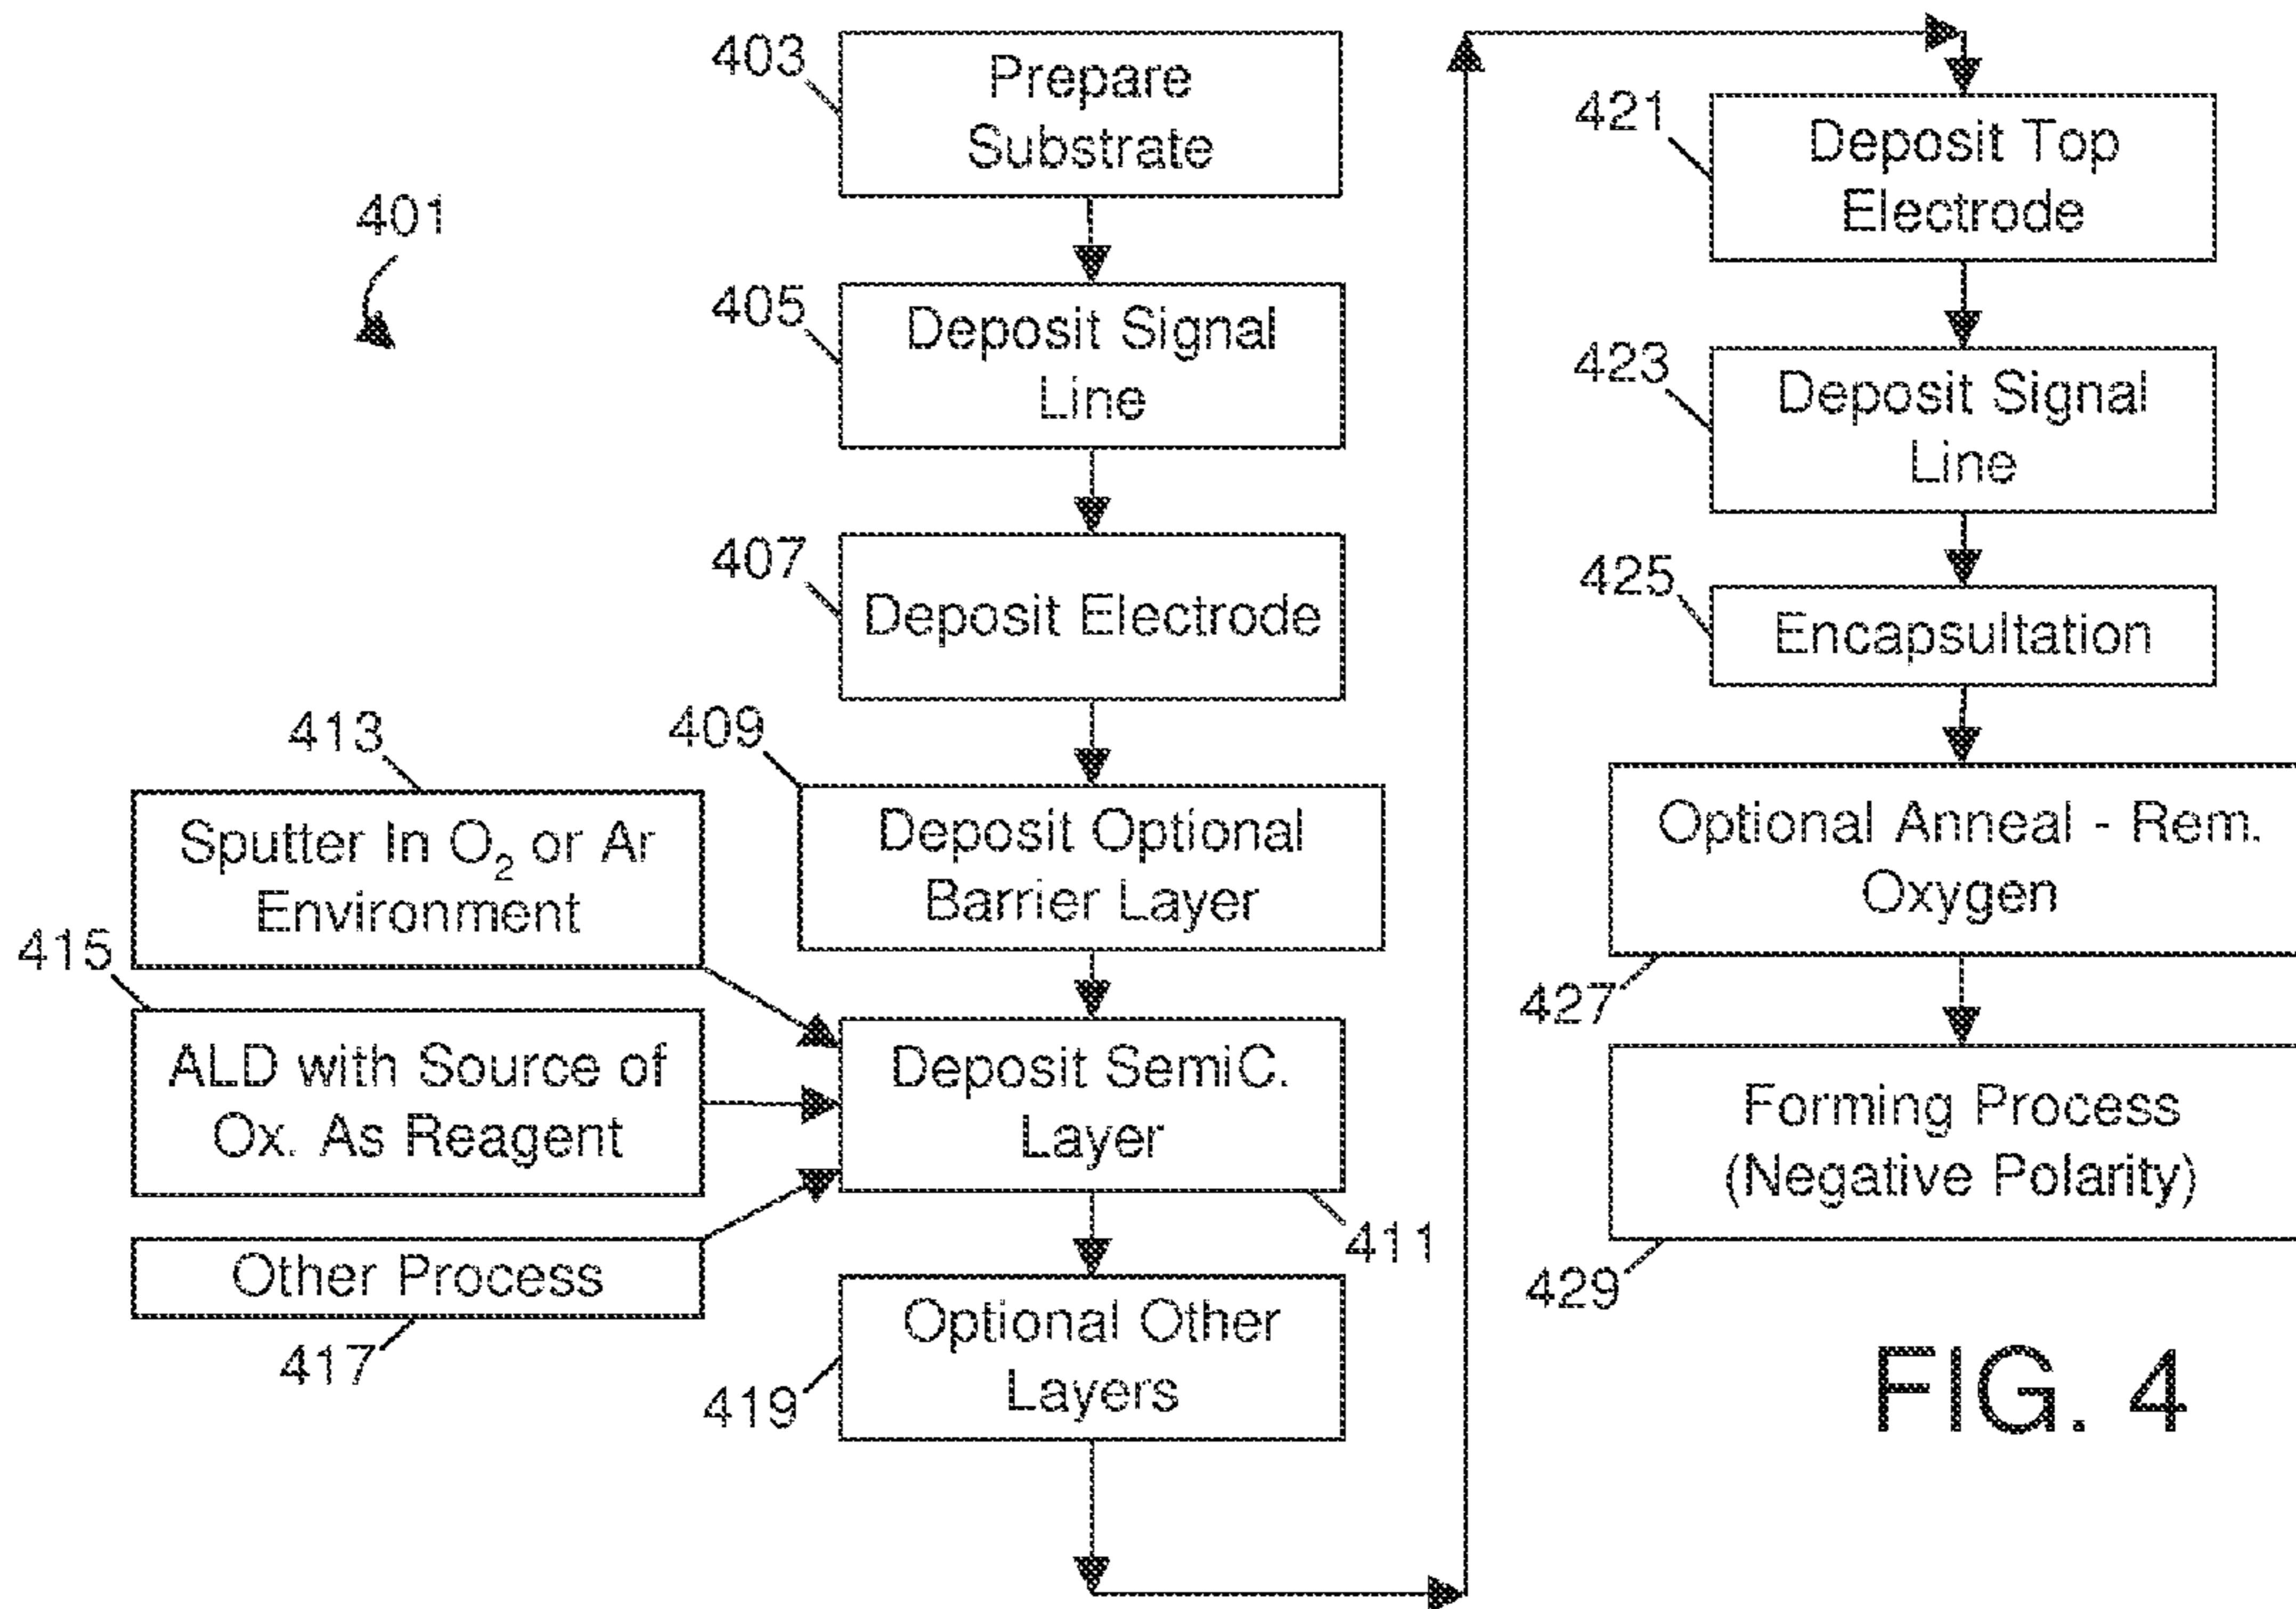 401
403
Prepare
Substrate
405
Deposit Signal
Line
407
Deposit Electrode
409
Deposit Optional
Barrier Layer
413
Sputter In O₂ or Ar
Environment
415
ALD with Source of
Ox. As Reagent
Other Process
417
Deposit SemiC.
Layer
411
Optional Other
Layers
419
421
Deposit Top
Electrode
423
Deposit Signal
Line
425
Encapsultation
Optional Anneal - Rem.
Oxygen
427
Forming Process
(Negative Polarity)
429
FIG. 4